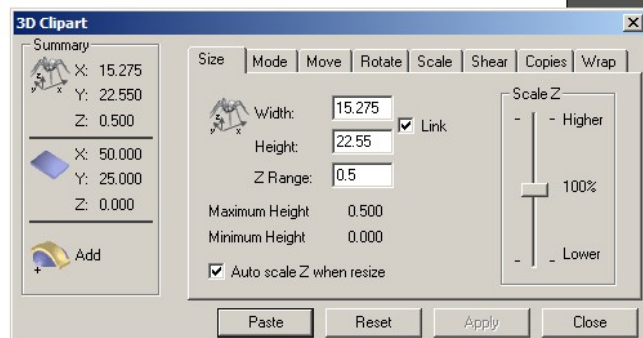 3D Clipart
Summary
X: 15.275
Y: 22.550
Z: 0.500
X: 50.000
Y: 25.000
Z: 0.000
Add
Size Mode Move Rotate Scale Shear Copies Wrap
Width: 15.275
Link
Height: 22.55
Z Range: 0.5
Maximum Height 0.500
Minimum Height 0.000
Auto scale Z when resize
Scale Z
Higher
100%
Lower
Paste Reset Apply Close